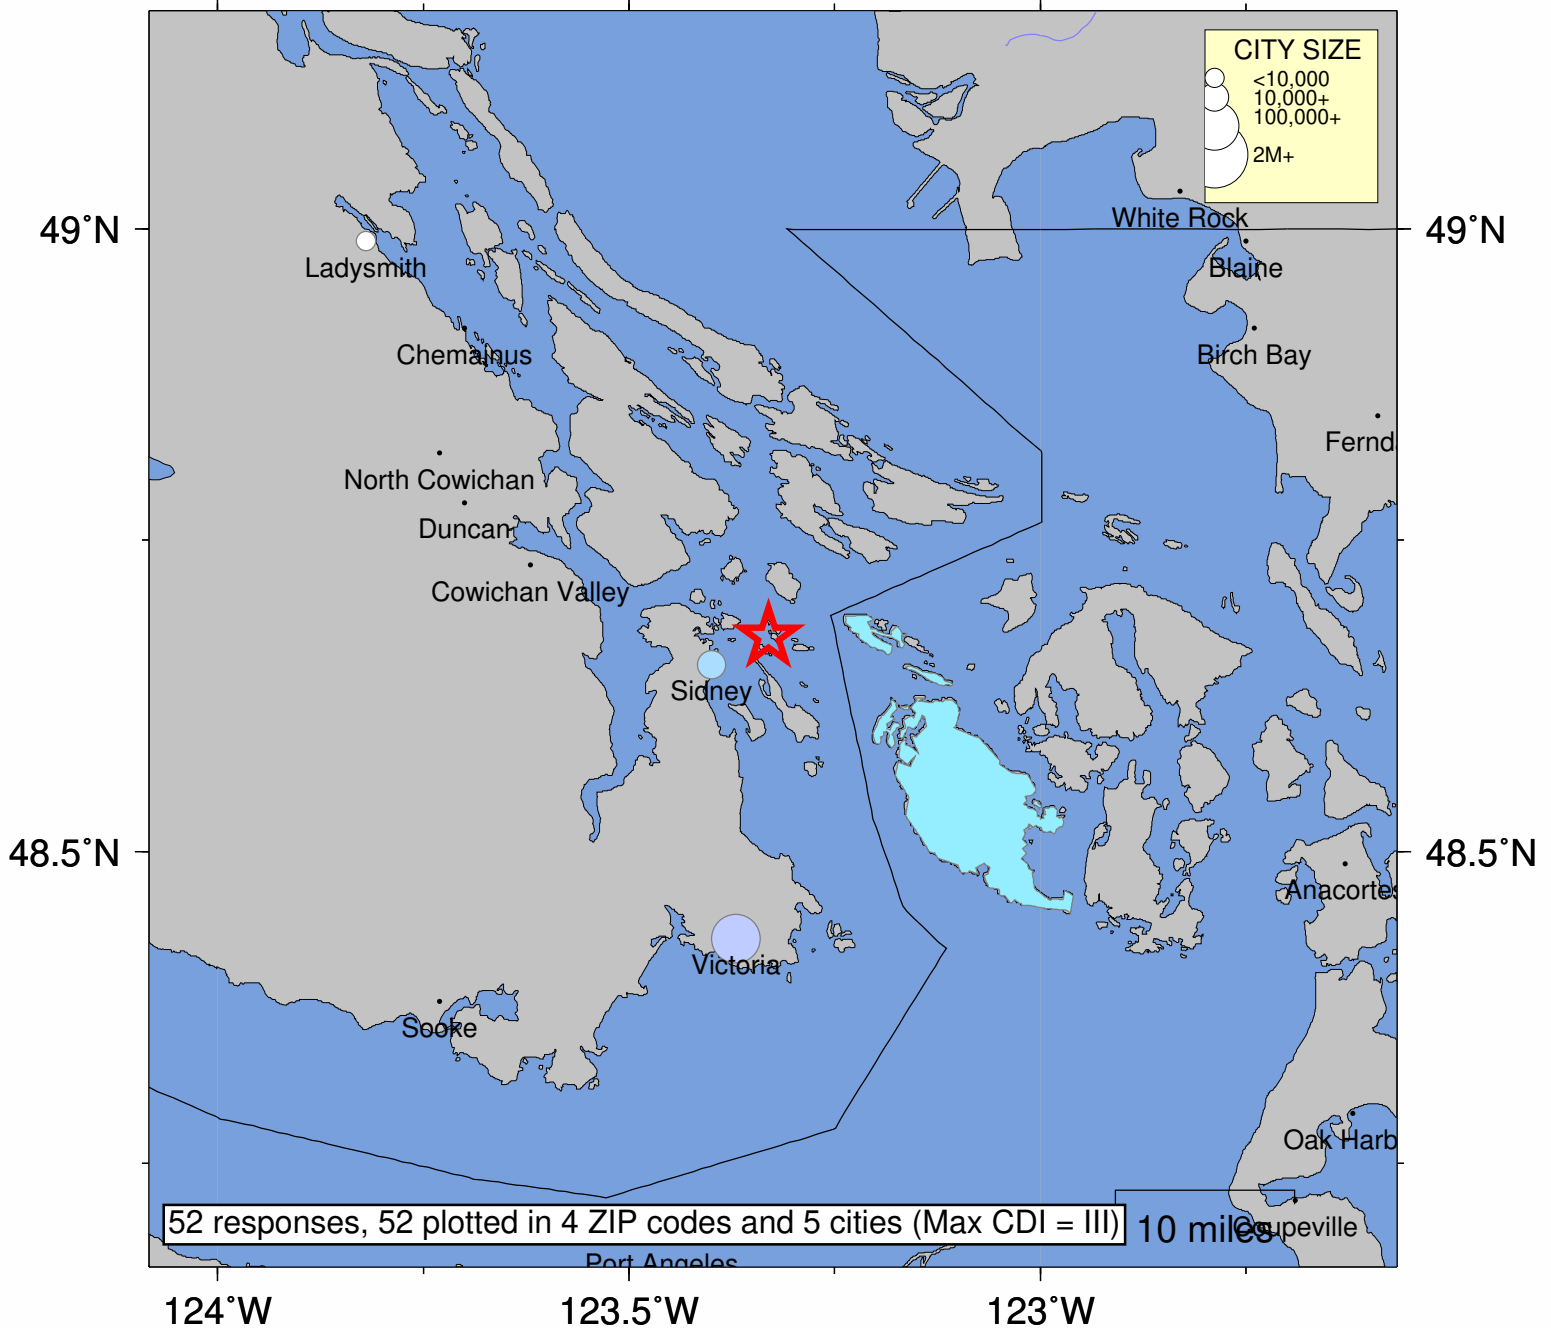 CITY SIZE
<10,000
10,000+
100,000+
2M+
White Rock
49˚N
49˚N
Ladysmith
Blaine
Chemainus
Birch Bay
Fernd
North Cowichan
Duncan
Cowichan Valley
Sidney
48.5˚N
48.5˚N
Anacortes
Victoria
Sooke
Oak Harb
52 responses, 52 plotted in 4 ZIP codes and 5 cities (Max CDI = III)
10 miles
Coupeville
Port Angeles
124˚W
123.5˚W
123˚W